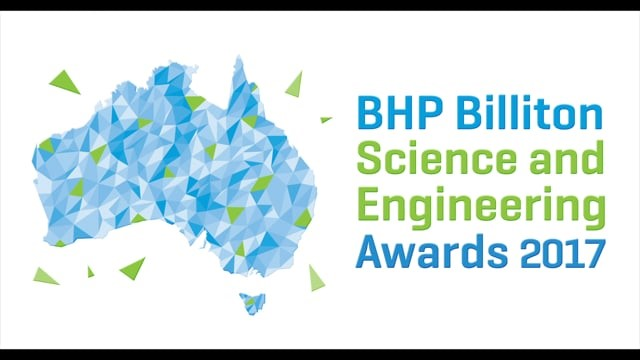 BHP Billiton
Science and
Engineering
Awards 2017